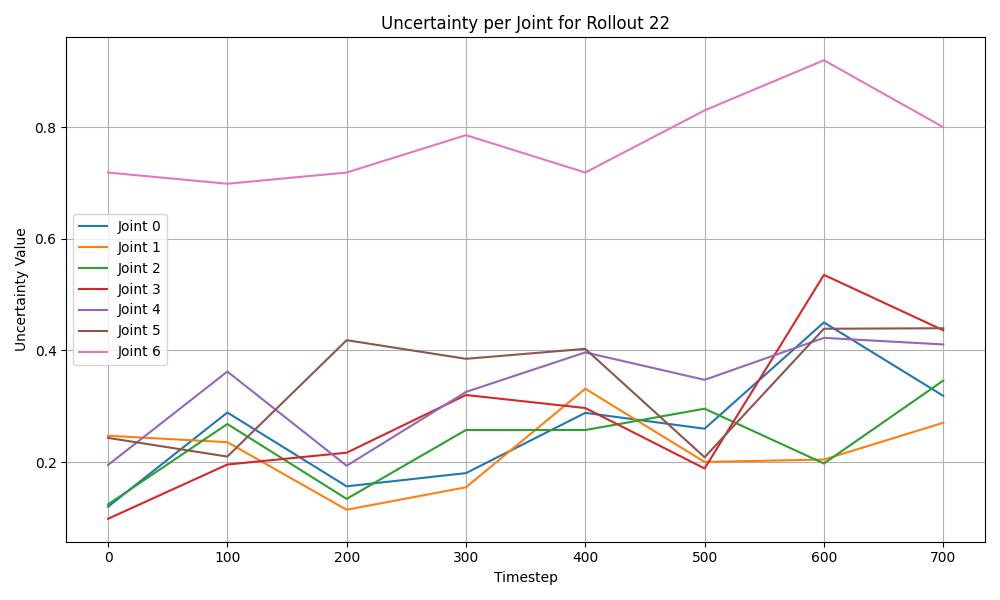 Uncertainty per Joint for Rollout 22
Uncertainty Value
0.8
0.6
0.4
0.2
Joint 0
Joint 1
Joint 2
Joint 3
Joint 4
Joint 5
Joint 6
0 100 200 300 400 500 600 700
Timestep